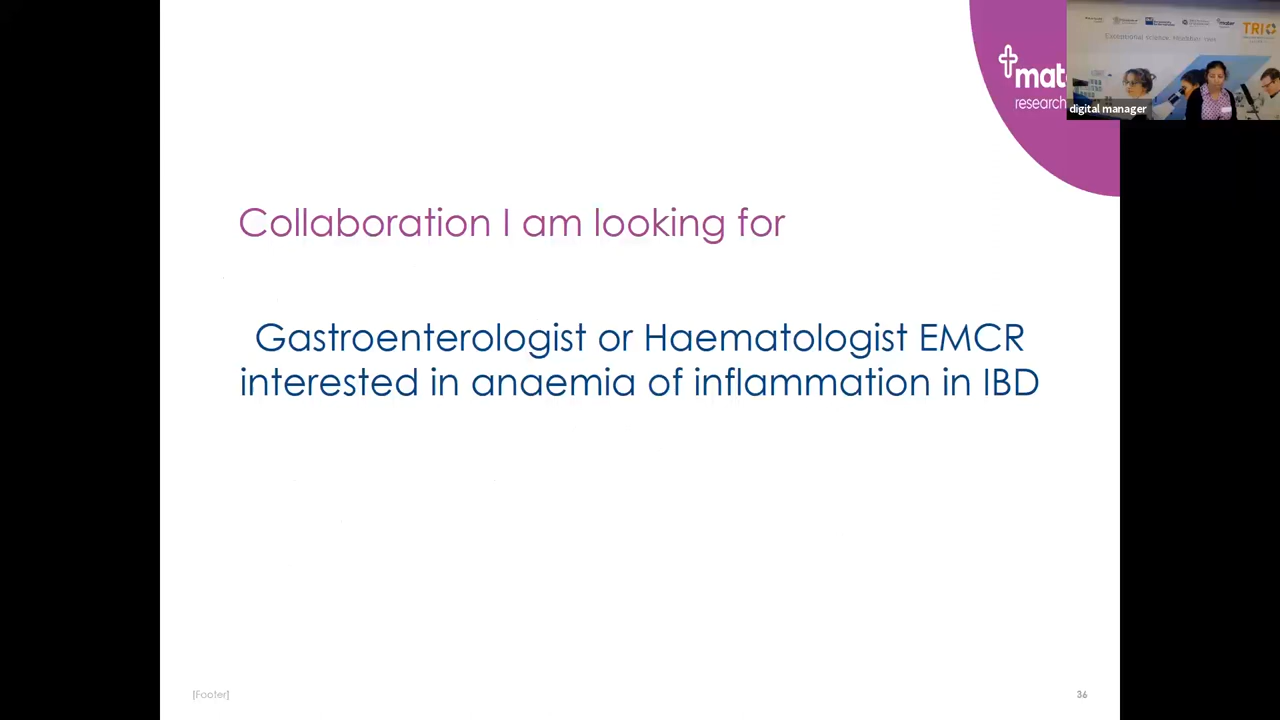 mat
research
TRI
digital manager
Collaboration I am looking for
Gastroenterologist or Haematologist EMCR
interested in anaemia of inflammation in IBD
[Footer]
36